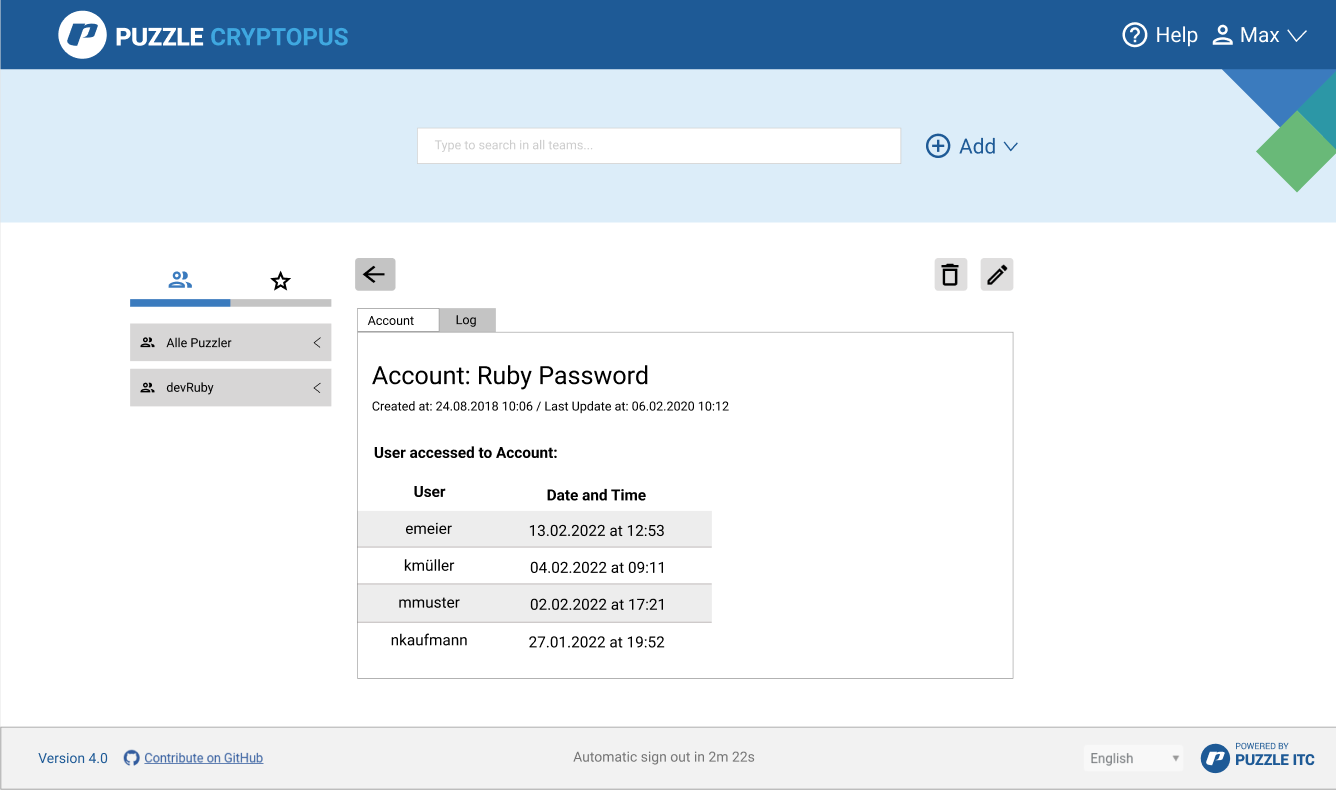 PUZZLE CRYPTOPUS
Help
Max
Type to search in all teams...
Add
Alle Puzzler
devRuby
Account
Log
Account: Ruby Password
Created at: 24.08.2018 10:06 / Last Update at: 06.02.2020 10:12
User accessed to Account:
User Date and Time
emeier 13.02.2022 at 12:53
kmüller 04.02.2022 at 09:11
mmuster 02.02.2022 at 17:21
nkaufmann 27.01.2022 at 19:52
Version 4.0
Contribute on GitHub
Automatic sign out in 2m 22s
English
POWERED BY
PUZZLE ITC